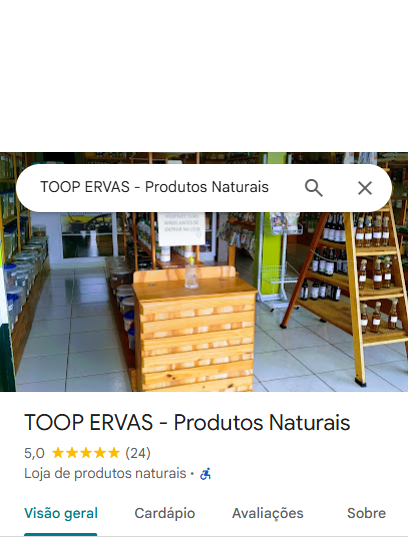 TOOP ERVAS - Produtos Naturais
TOOP ERVAS - Produtos Naturais
5,0 ★★★★★ (24)
Loja de produtos naturais ·
Visão geral Cardápio Avaliações Sobre